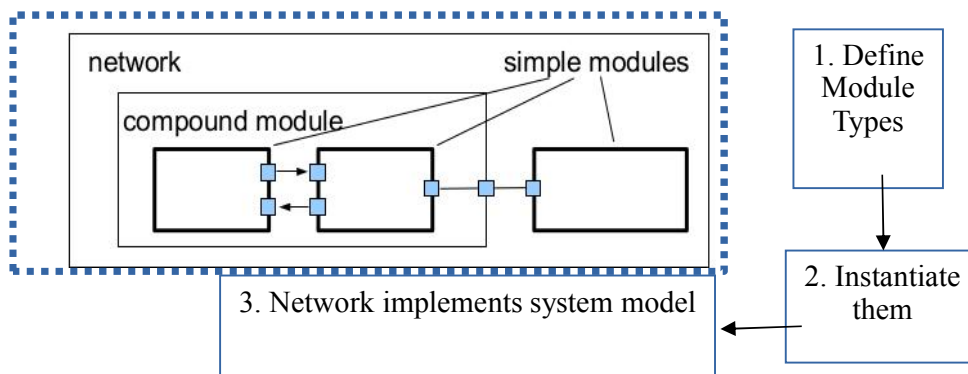 network
simple modules
compound module
1. Define
Module
Types
2. Instantiate
them
3. Network implements system model